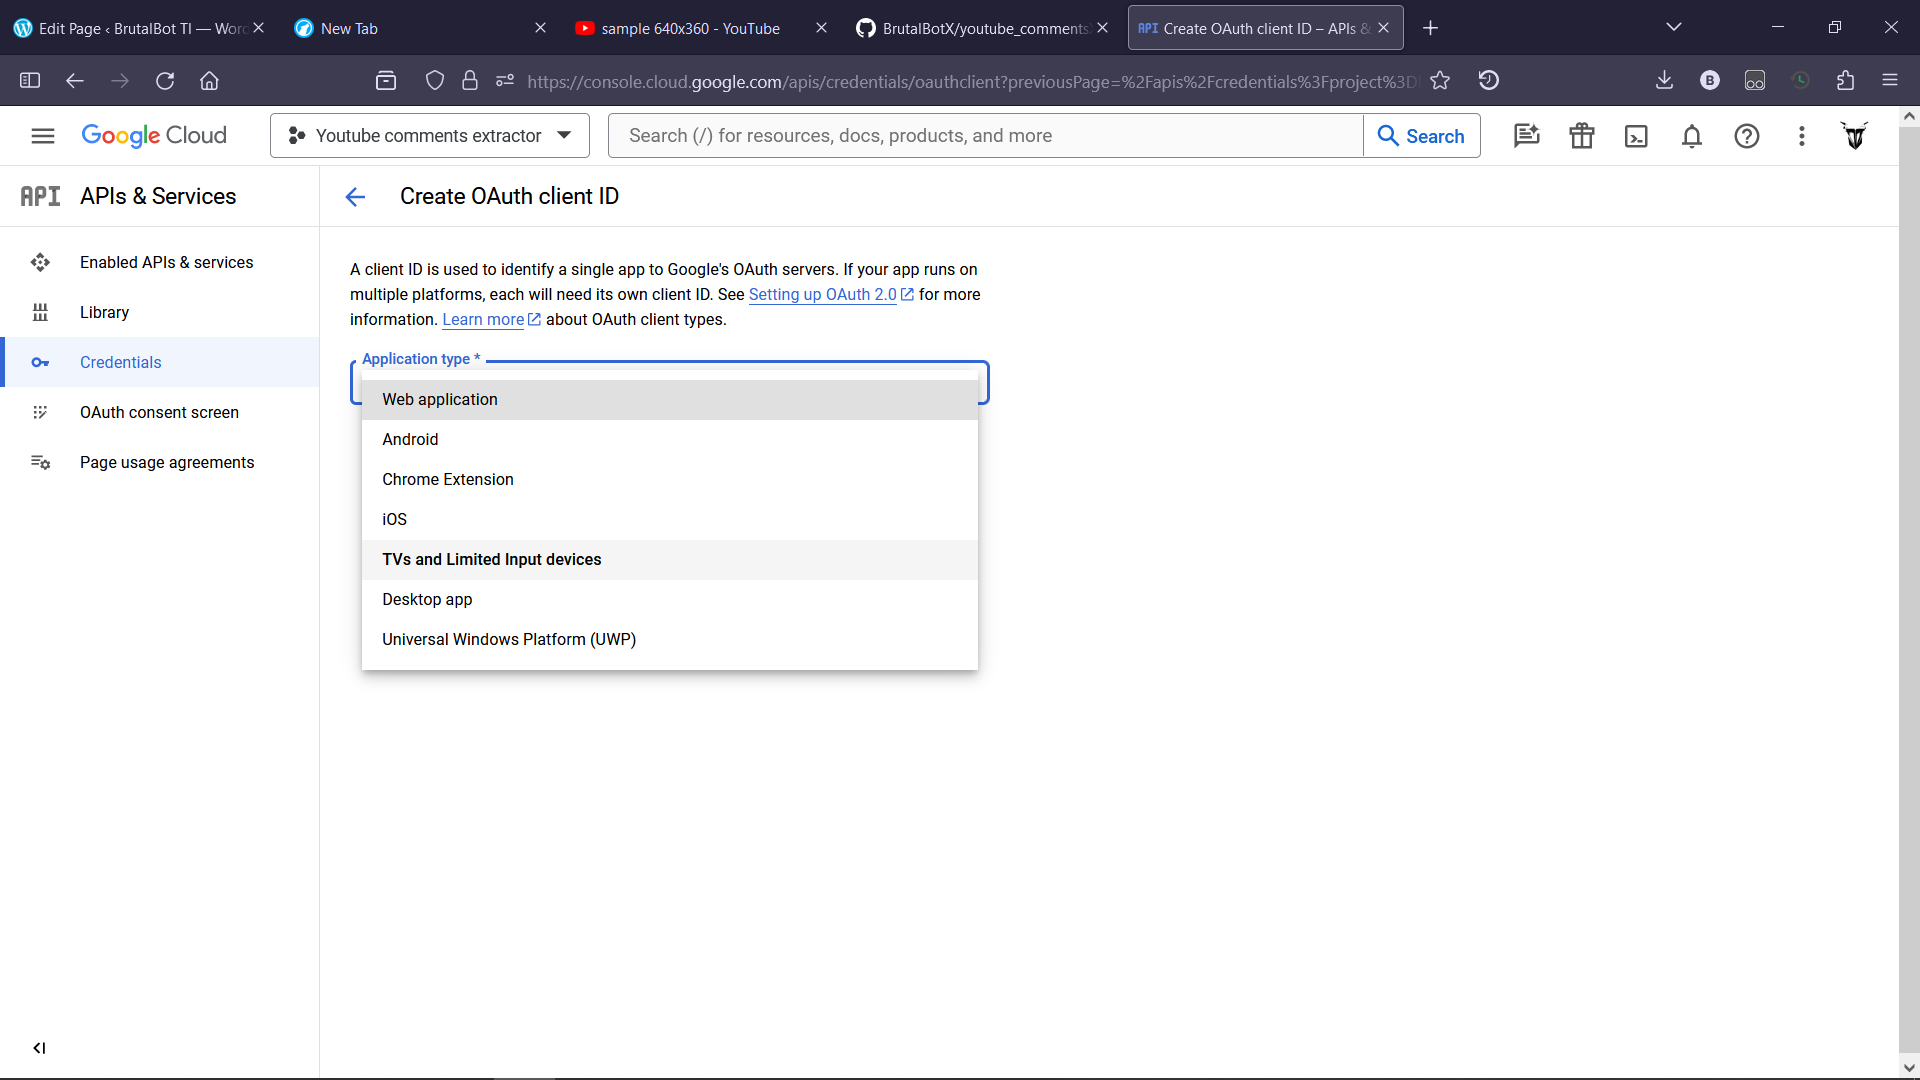 Edit Page ‹ BrutalBot TI — Word
New Tab
sample 640x360 - YouTube
BrutalBotX/youtube_comments
API Create OAuth client ID – APIs &
https://console.cloud.google.com/apis/credentials/oauthclient?previousPage=%2Fapis%2Fcredentials%3Fproject%3D
B
Google Cloud
Youtube comments extractor
Search (/) for resources, docs, products, and more
Search
API APIs & Services
Create OAuth client ID
Enabled APIs & services
Library
Credentials
OAuth consent screen
Page usage agreements
A client ID is used to identify a single app to Google's OAuth servers. If your app runs on
multiple platforms, each will need its own client ID. See Setting up OAuth 2.0 for more
information. Learn more about OAuth client types.
Application type *
Web application
Android
Chrome Extension
iOS
TVs and Limited Input devices
Desktop app
Universal Windows Platform (UWP)